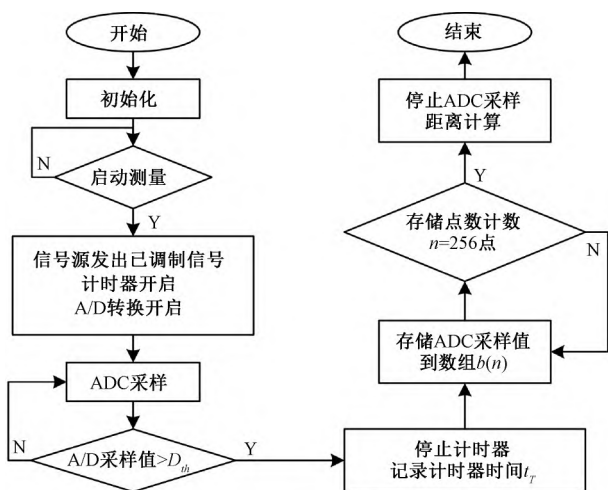 开始
初始化
N
启动测量
Y
信号源发出已调制信号
计时器开启
A/D转换开启
ADC采样
N
A/D采样值>D_th
Y
停止计时器
记录计时器时间t_T
存储ADC采样值
到数组b(n)
存储点数计数
n=256点
N
Y
停止ADC采样
距离计算
结束